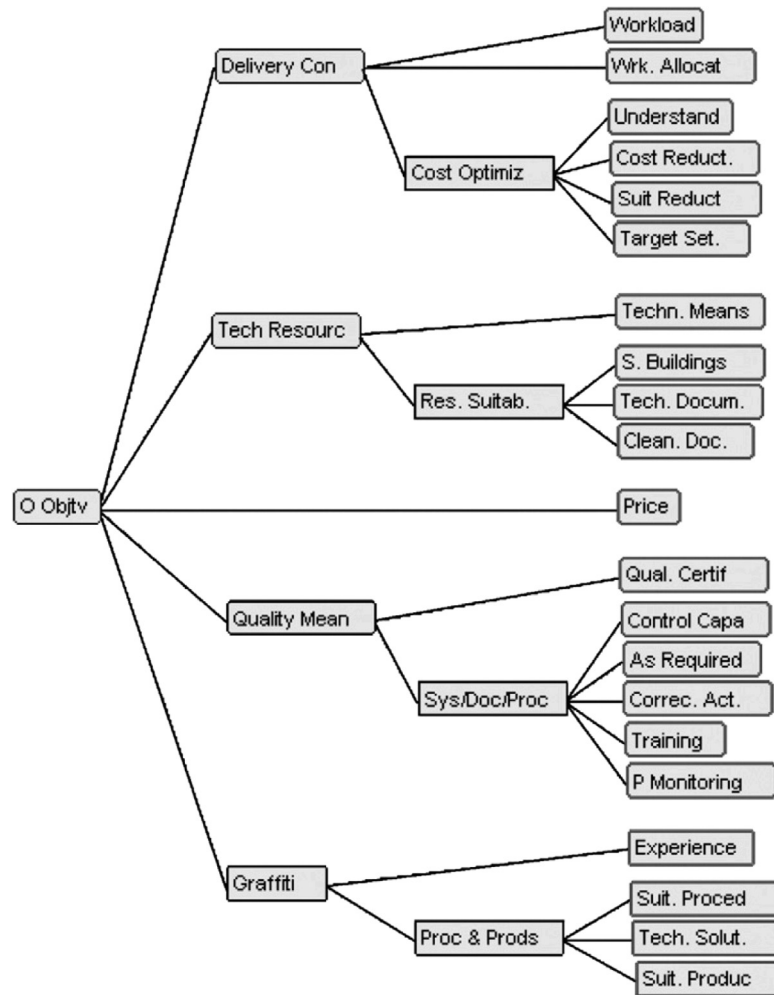 Workload
Delivery Con
Wrk. Allocat
Understand
Cost Optimiz
Cost Reduct.
Suit Reduct
Target Set.
Techn. Means
Tech Resourc
S. Buildings
Res. Suitab.
Tech. Docum.
Clean. Doc.
O Objtv
Price
Qual. Certif
Quality Mean
Control Capa
As Required
Sys/Doc/Proc
Correc. Act.
Training
P Monitoring
Experience
Graffiti
Suit. Proced
Proc & Prods
Tech. Solut.
Suit. Produc